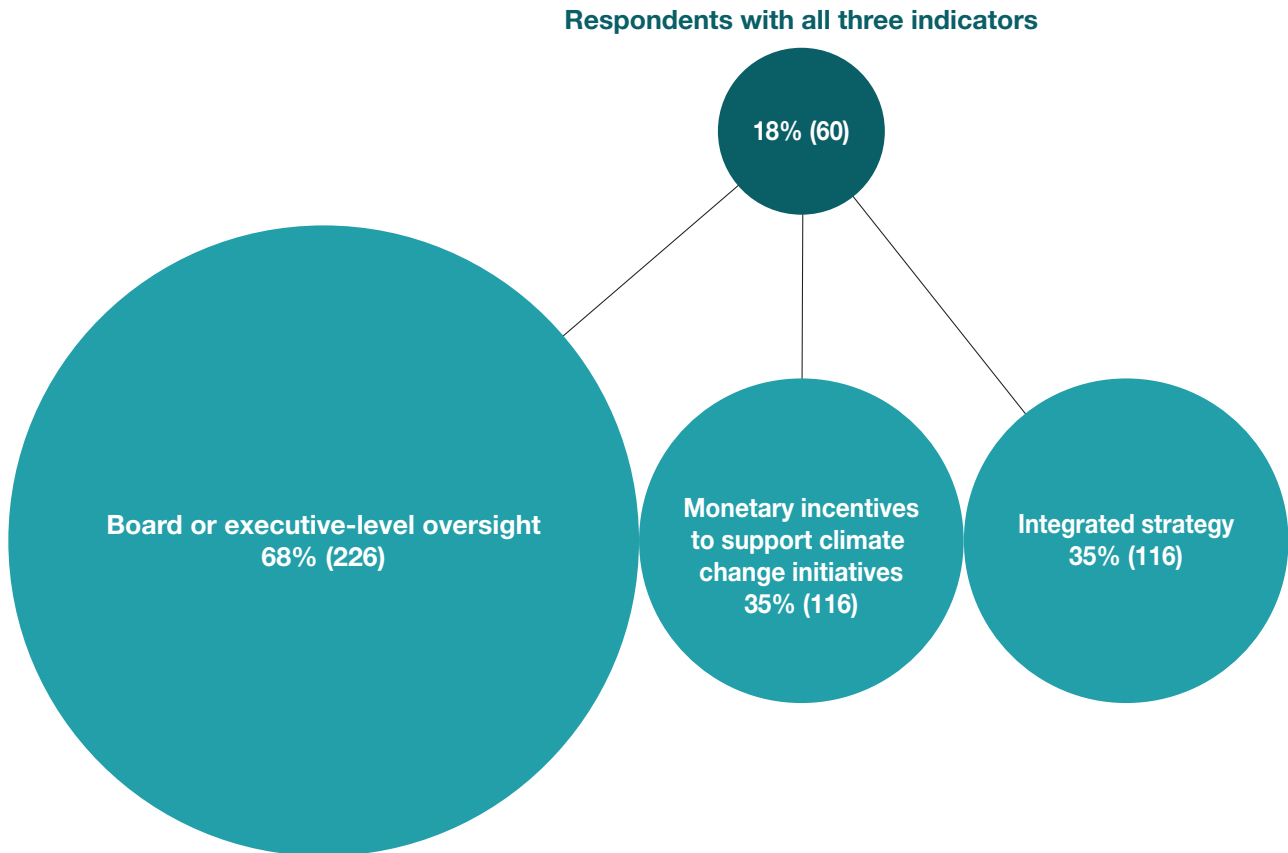 Respondents with all three indicators
18% (60)
Board or executive-level oversight
68% (226)
Monetary incentives
to support climate
change initiatives
35% (116)
Integrated strategy
35% (116)